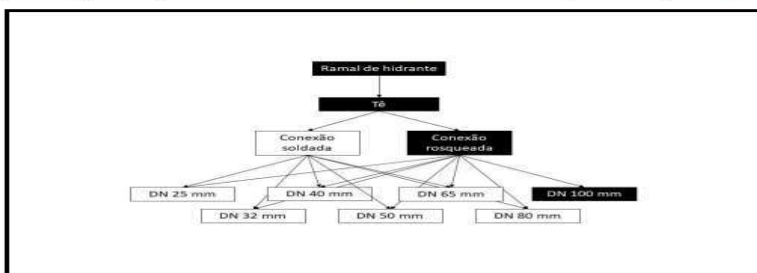 Ramal de hidrante
Tê
Conexão
soldada
Conexão
rosqueada
DN 25 mm
DN 40 mm
DN 65 mm
DN 100 mm
DN 32 mm
DN 50 mm
DN 80 mm